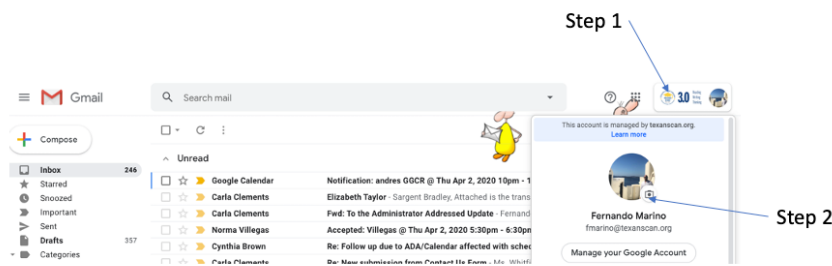 Step 1
Gmail
Search mail
3.0
This account is managed by texanscan.org.
Learn more
Compose
Unread
Inbox 246
Google Calendar Notification: andres GGCR @ Thu Apr 2, 2020 10pm - 1
Starred
Carla Clements Elizabeth Taylor - Sargent Bradley, Attached is the trans
Snoozed
Carla Clements Fwd: To the Administrator Addressed Update - Fernand
Important
Fernando Marino
Step 2
Sent
Norma Villegas Accepted: Villegas @ Thu Apr 2, 2020 5:30pm - 6:30pm
fmarino@texanscan.org
Drafts 357
Cynthia Brown Re: Follow up due to ADA/Calendar affected with sched
Manage your Google Account
Categories
Carla Clements Re: New submission from Contact Us Form - Ms. Whitfi